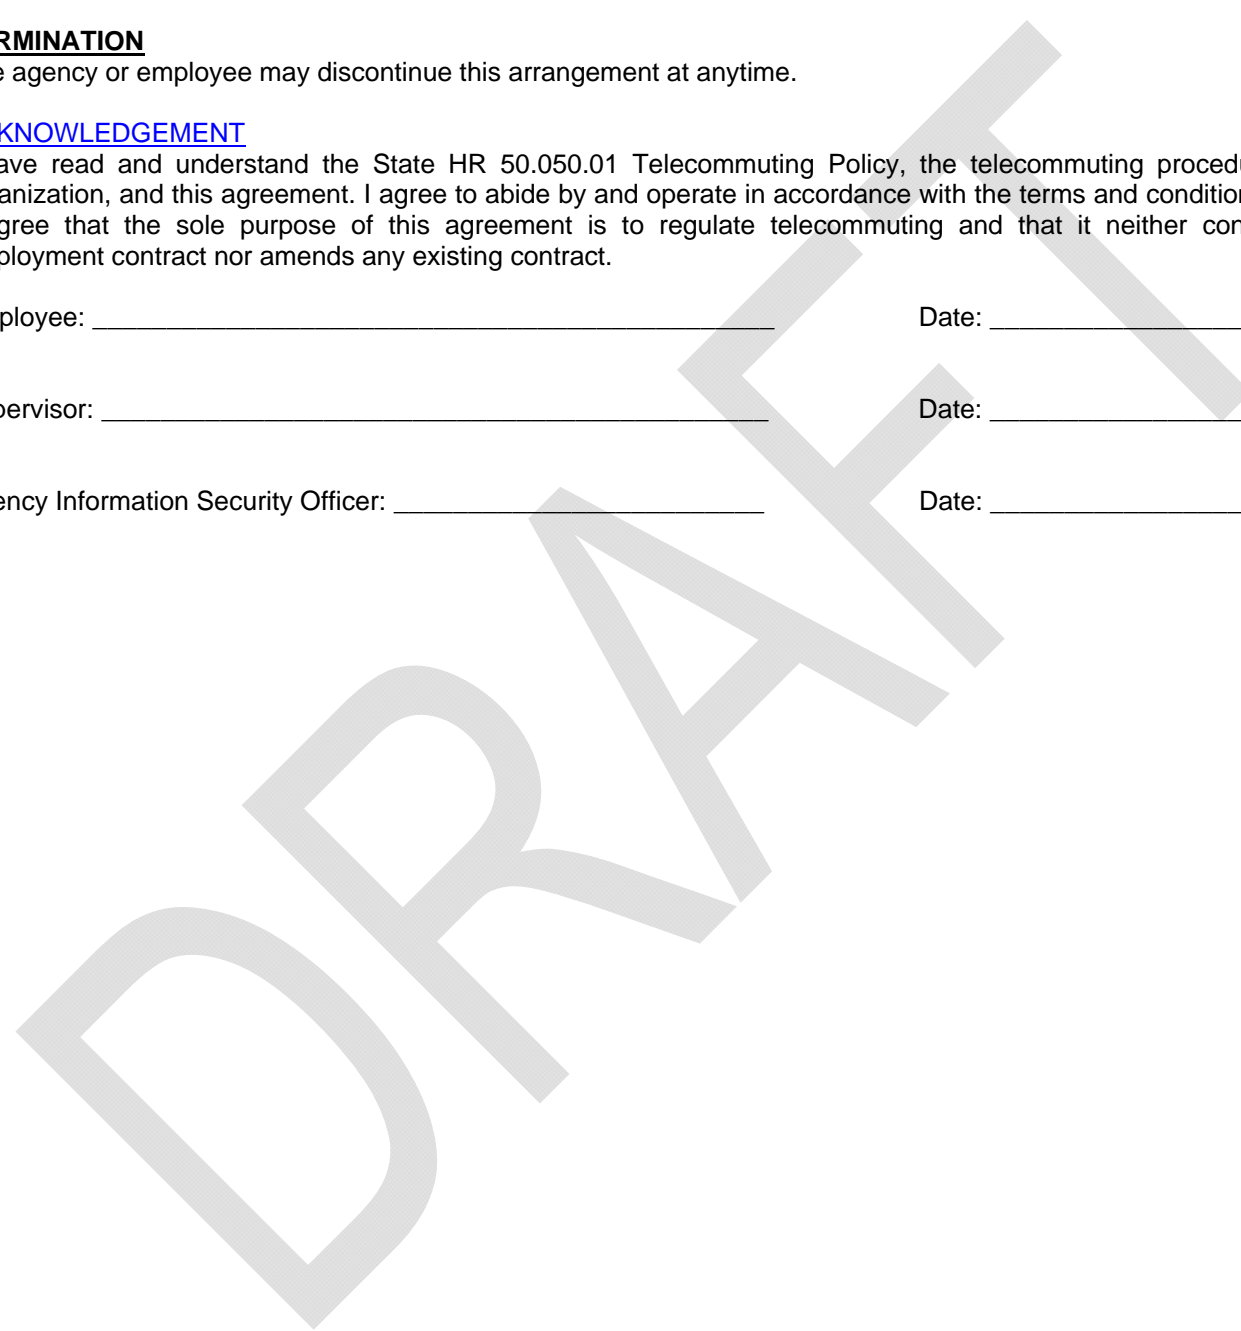 RMINATION
e agency or employee may discontinue this arrangement at anytime.
KNOWLEDGEMENT
ave read and understand the State HR 50.050.01 Telecommuting Policy, the telecommuting procedu
anization, and this agreement. I agree to abide by and operate in accordance with the terms and condition
gree that the sole purpose of this agreement is to regulate telecommuting and that it neither con
ployment contract nor amends any existing contract.
ployee: ______________________________________________ Date: _________________
pervisor: _____________________________________________ Date: _________________
ency Information Security Officer: _________________________ Date: _________________
DRAFT